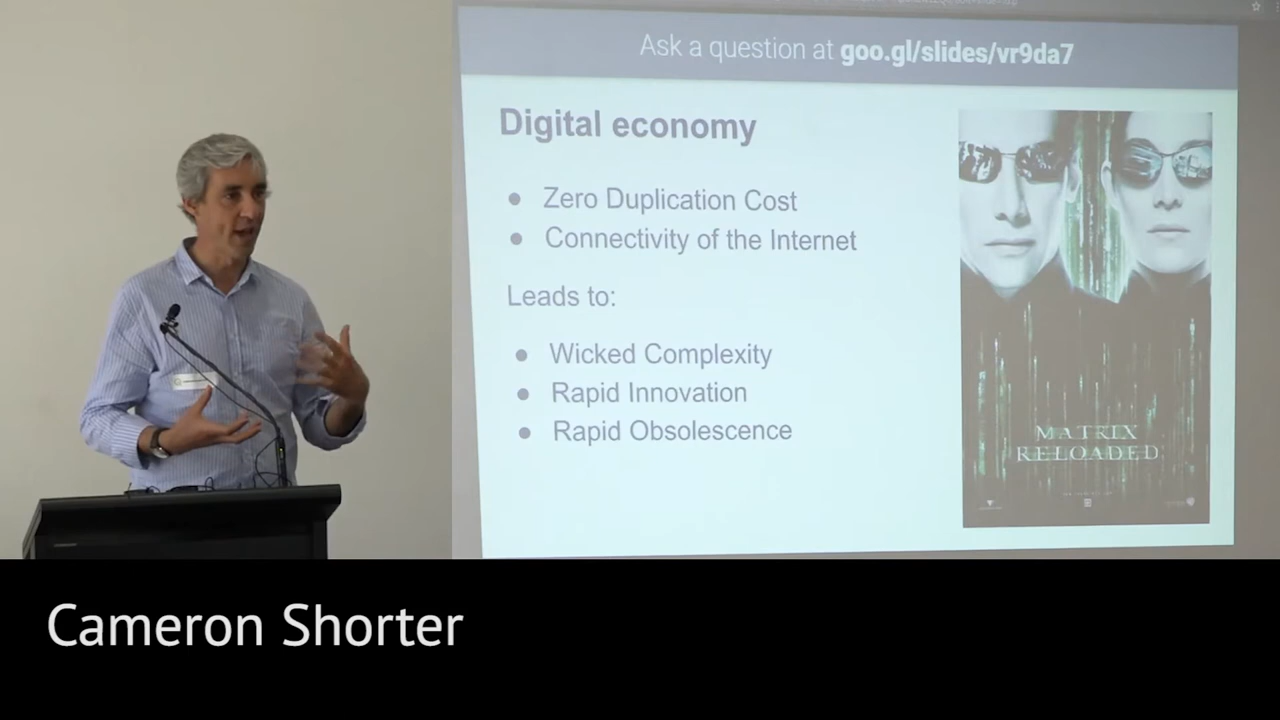 Ask a question at goo.gl/slides/vr9da7
Digital economy
● Zero Duplication Cost
● Connectivity of the Internet
Leads to:
● Wicked Complexity
● Rapid Innovation
● Rapid Obsolescence
MATRIX
RELOADED
Cameron Shorter